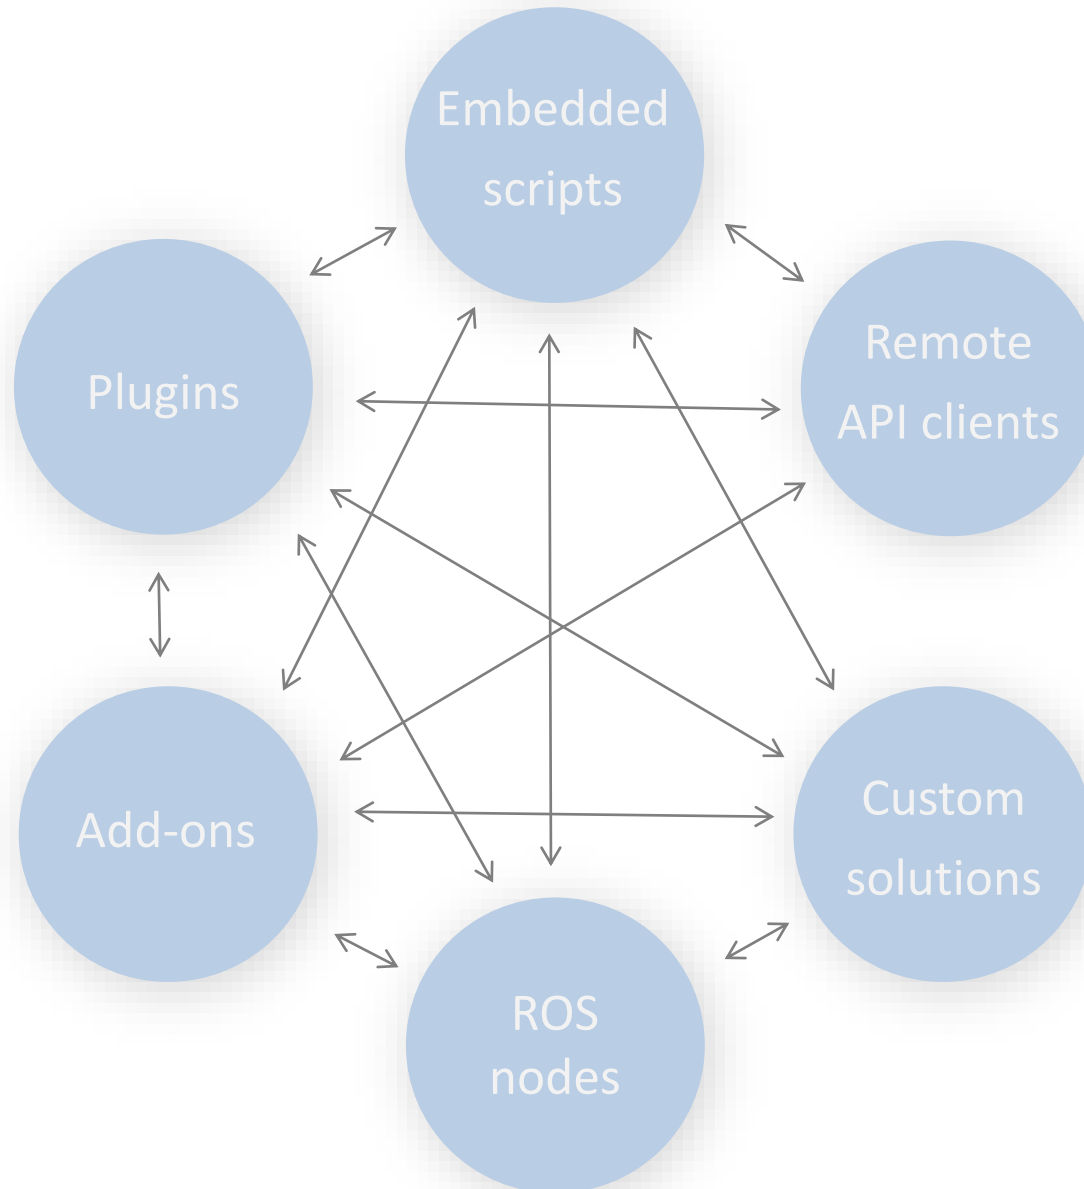 Embedded
scripts
Plugins
Remote
API clients
Add-ons
Custom
solutions
ROS
nodes